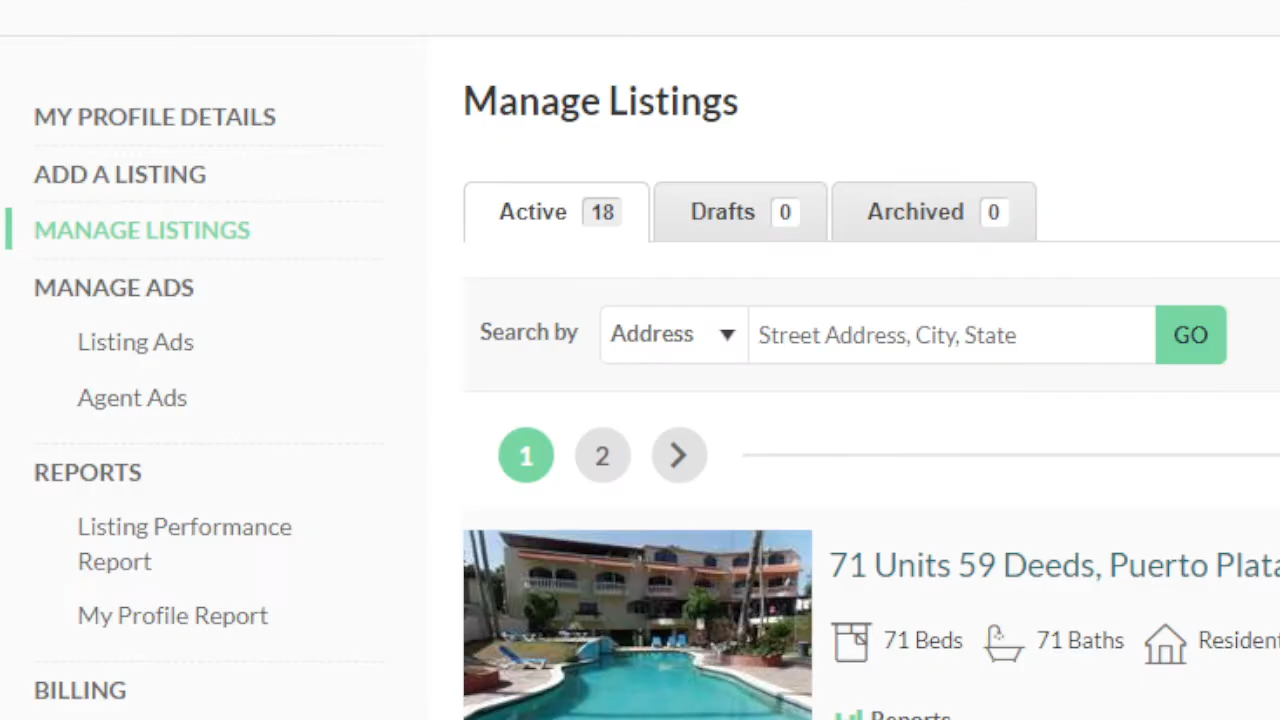 MY PROFILE DETAILS
ADD A LISTING
MANAGE LISTINGS
MANAGE ADS
Listing Ads
Agent Ads
REPORTS
Listing Performance
Report
My Profile Report
BILLING
Manage Listings
Active 18 Drafts 0 Archived 0
Search by Address Street Address, City, State GO
1 2
71 Units 59 Deeds, Puerto Plata
71 Beds 71 Baths Resident
Reports